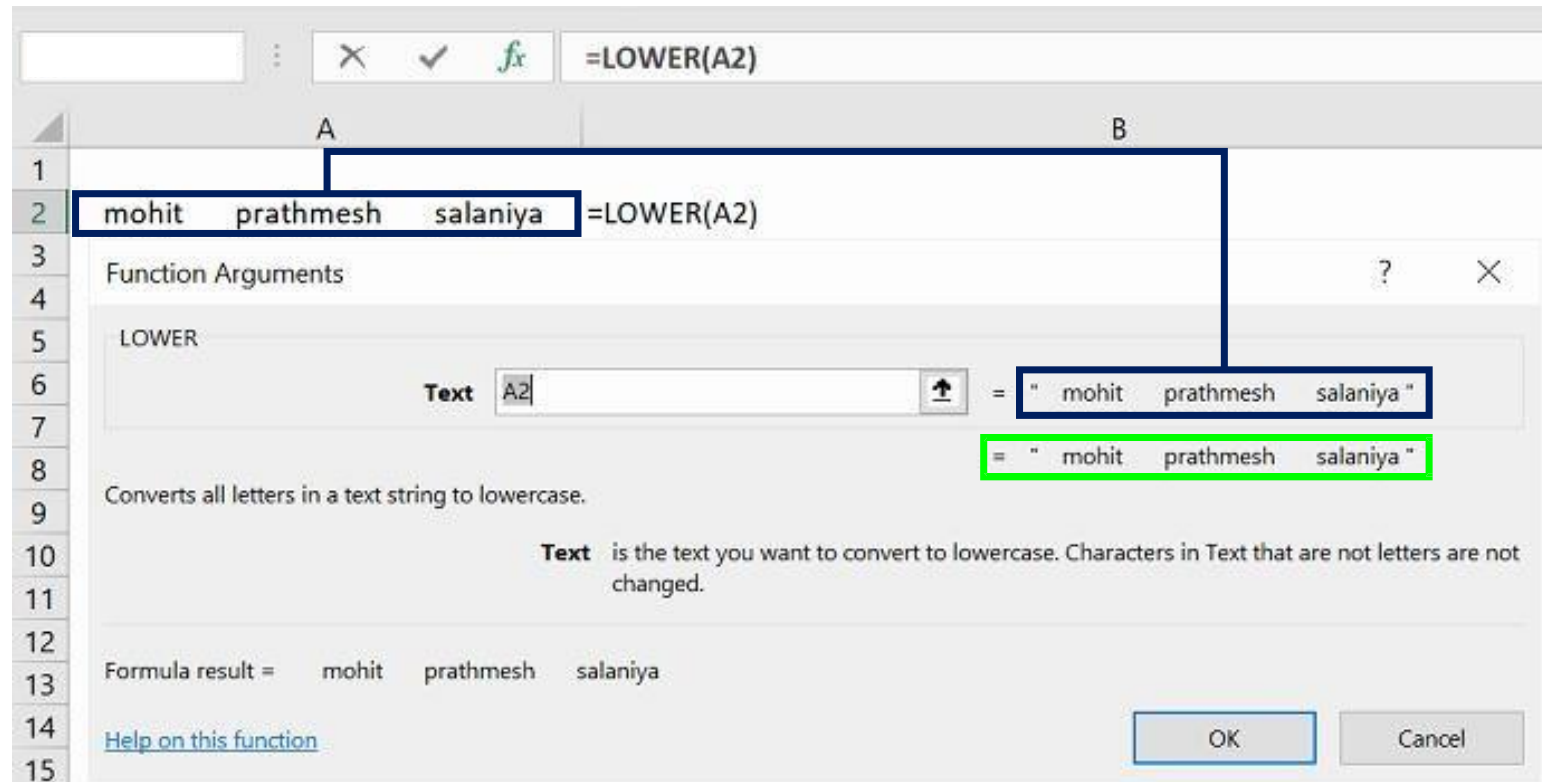 fx =LOWER(A2)
A B
1
2 mohit prathmesh salaniya =LOWER(A2)
3
Function Arguments ?
4
5 LOWER
6 Text A2 = " mohit prathmesh salaniya "
7
= " mohit prathmesh salaniya "
8
Converts all letters in a text string to lowercase.
9
10 Text is the text you want to convert to lowercase. Characters in Text that are not letters are not
changed.
11
12
Formula result = mohit prathmesh salaniya
13
14 Help on this function OK Cancel
15